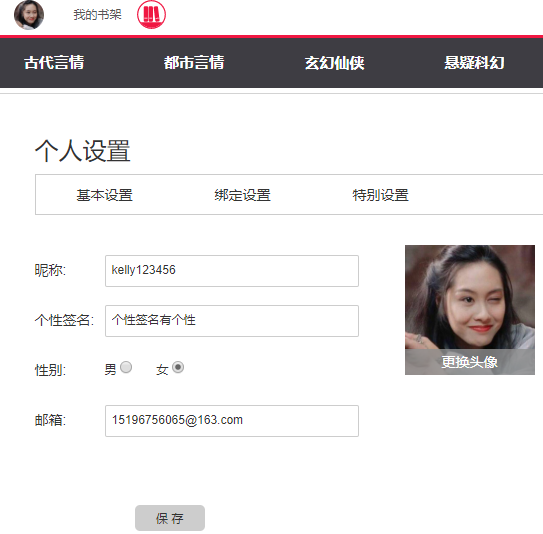 我的书架
古代言情 都市言情 玄幻仙侠 悬疑科幻
个人设置
基本设置 绑定设置 特别设置
昵称: kelly123456
个性签名: 个性签名有个性
性别: 男 女
邮箱: 15196756065@163.com
更换头像
保 存